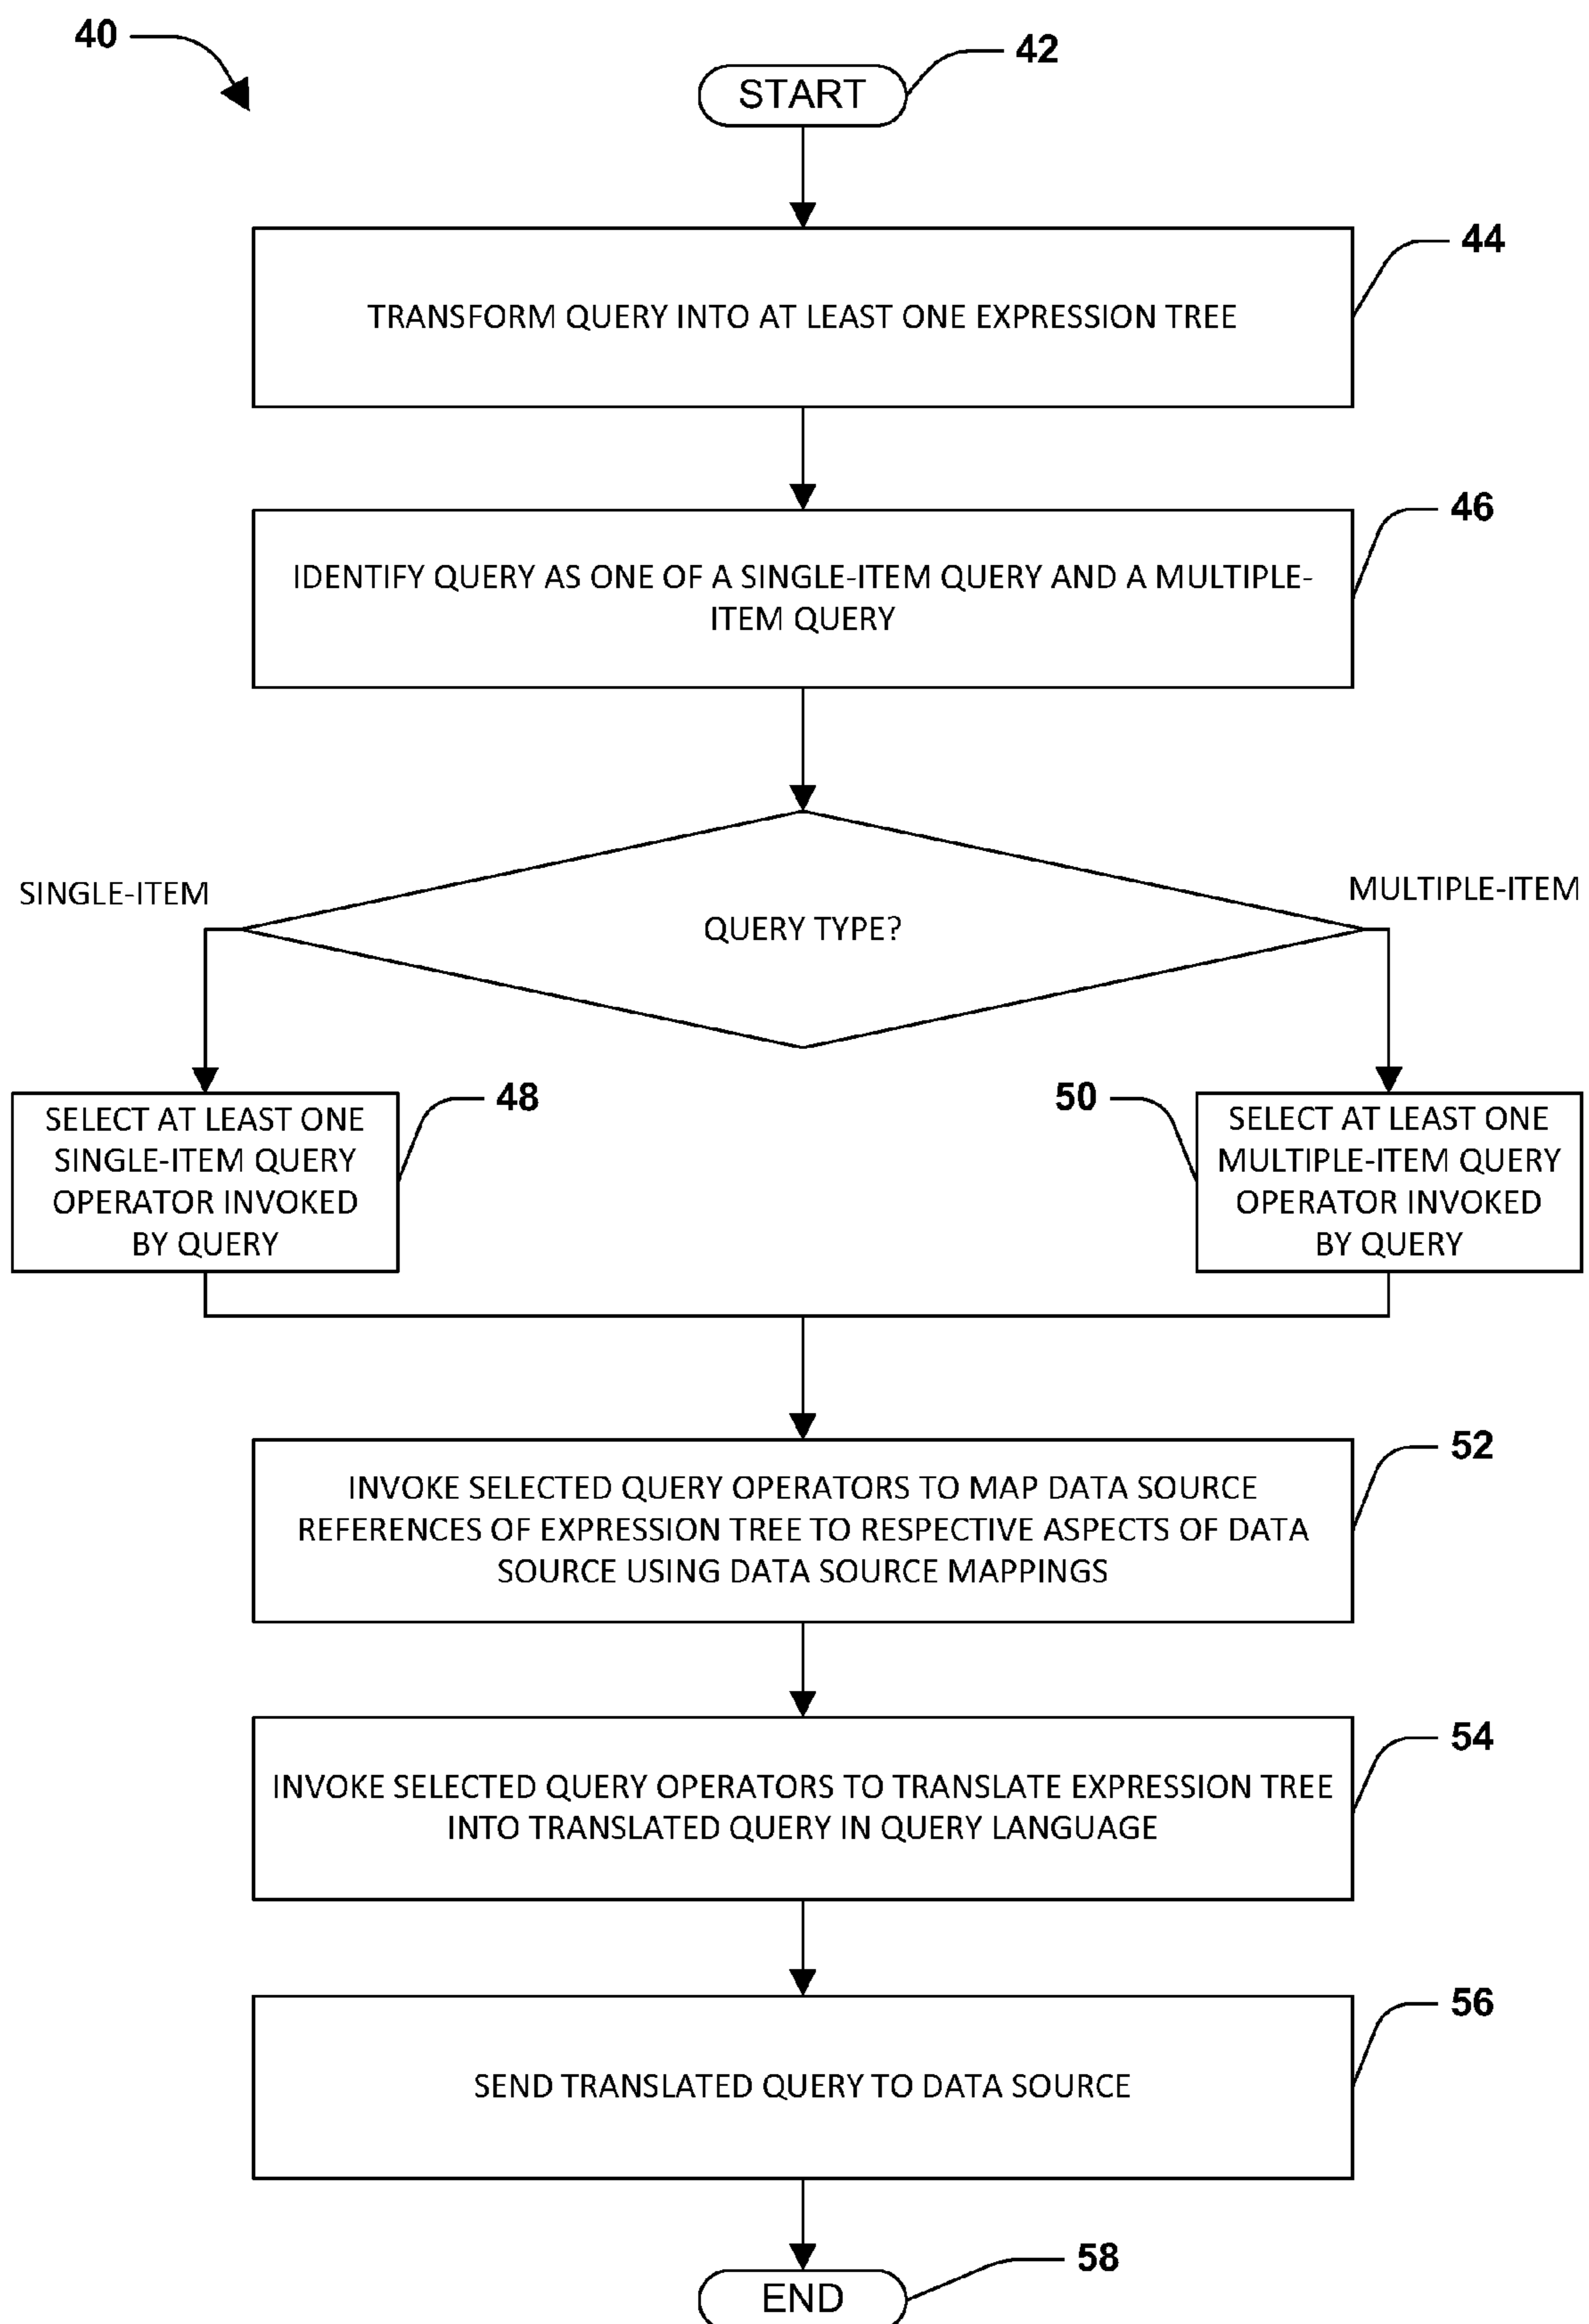 40
42
START
44
TRANSFORM QUERY INTO AT LEAST ONE EXPRESSION TREE
46
IDENTIFY QUERY AS ONE OF A SINGLE-ITEM QUERY AND A MULTIPLE-
ITEM QUERY
SINGLE-ITEM
MULTIPLE-ITEM
QUERY TYPE?
48
SELECT AT LEAST ONE
SINGLE-ITEM QUERY
OPERATOR INVOKED
BY QUERY
50
SELECT AT LEAST ONE
MULTIPLE-ITEM QUERY
OPERATOR INVOKED
BY QUERY
52
INVOKE SELECTED QUERY OPERATORS TO MAP DATA SOURCE
REFERENCES OF EXPRESSION TREE TO RESPECTIVE ASPECTS OF DATA
SOURCE USING DATA SOURCE MAPPINGS
54
INVOKE SELECTED QUERY OPERATORS TO TRANSLATE EXPRESSION TREE
INTO TRANSLATED QUERY IN QUERY LANGUAGE
56
SEND TRANSLATED QUERY TO DATA SOURCE
58
END